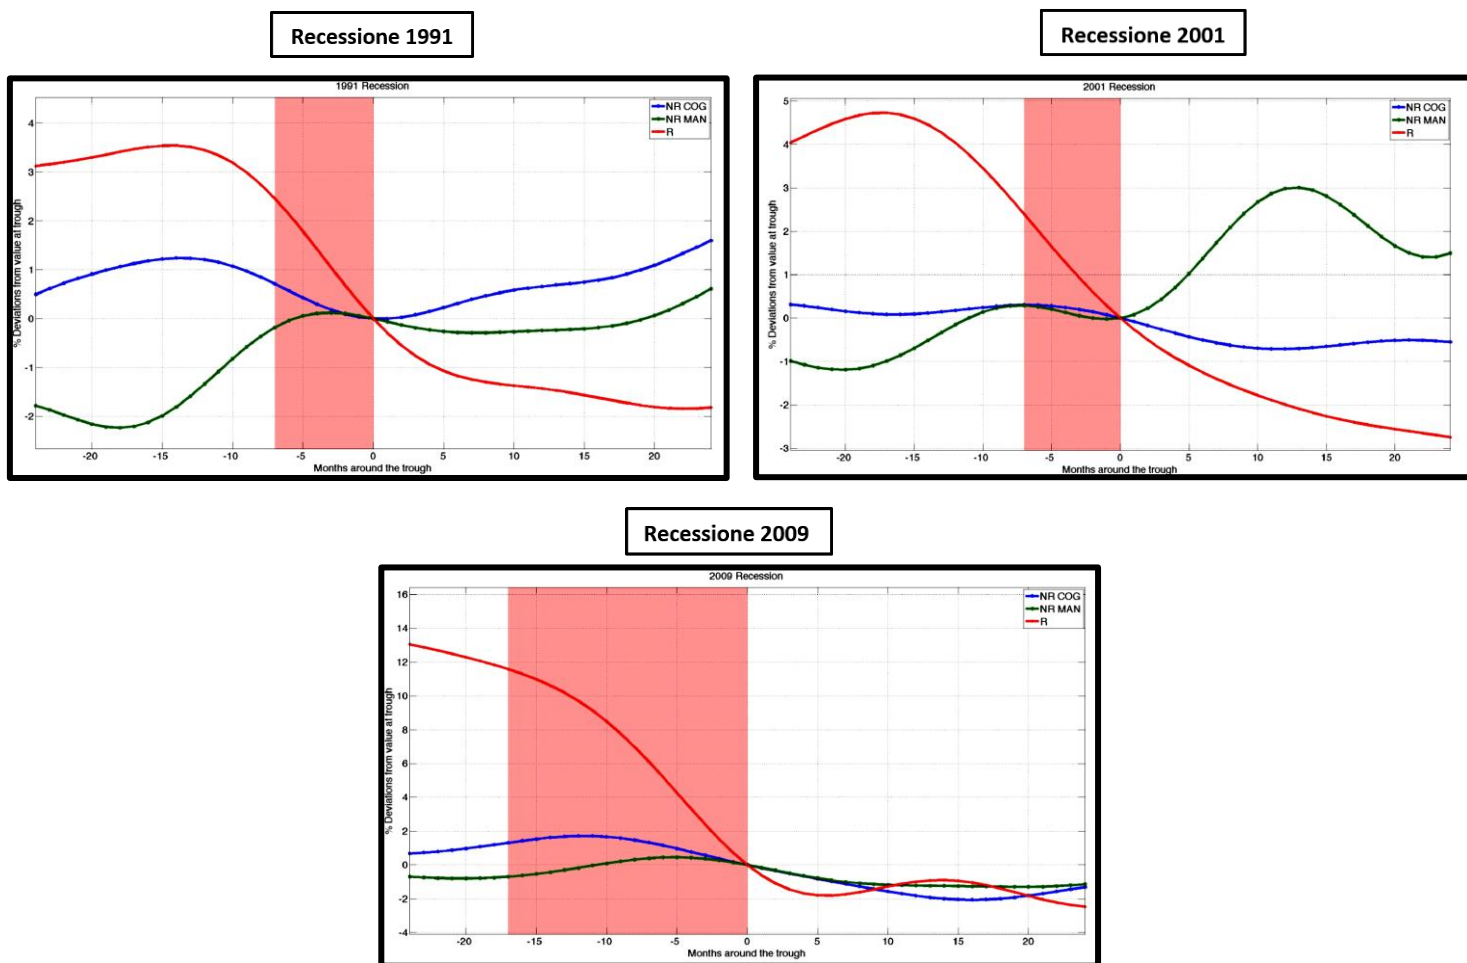 Recessione 1991
1991 Recession
NR COG
NR MAN
R
4
3
2
1
0
-1
-2
% Deviations from value at trough
-20 -15 -10 -5 0 5 10 15 20
Months around the trough
Recessione 2001
2001 Recession
NR COG
NR MAN
R
5
4
3
2
1
0
-1
-2
-3
% Deviations from value at trough
-20 -15 -10 -5 0 5 10 15 20
Months around the trough
Recessione 2009
2009 Recession
NR COG
NR MAN
R
16
14
12
10
8
6
4
2
0
-2
-4
% Deviations from value at trough
-20 -15 -10 -5 0 5 10 15 20
Months around the trough